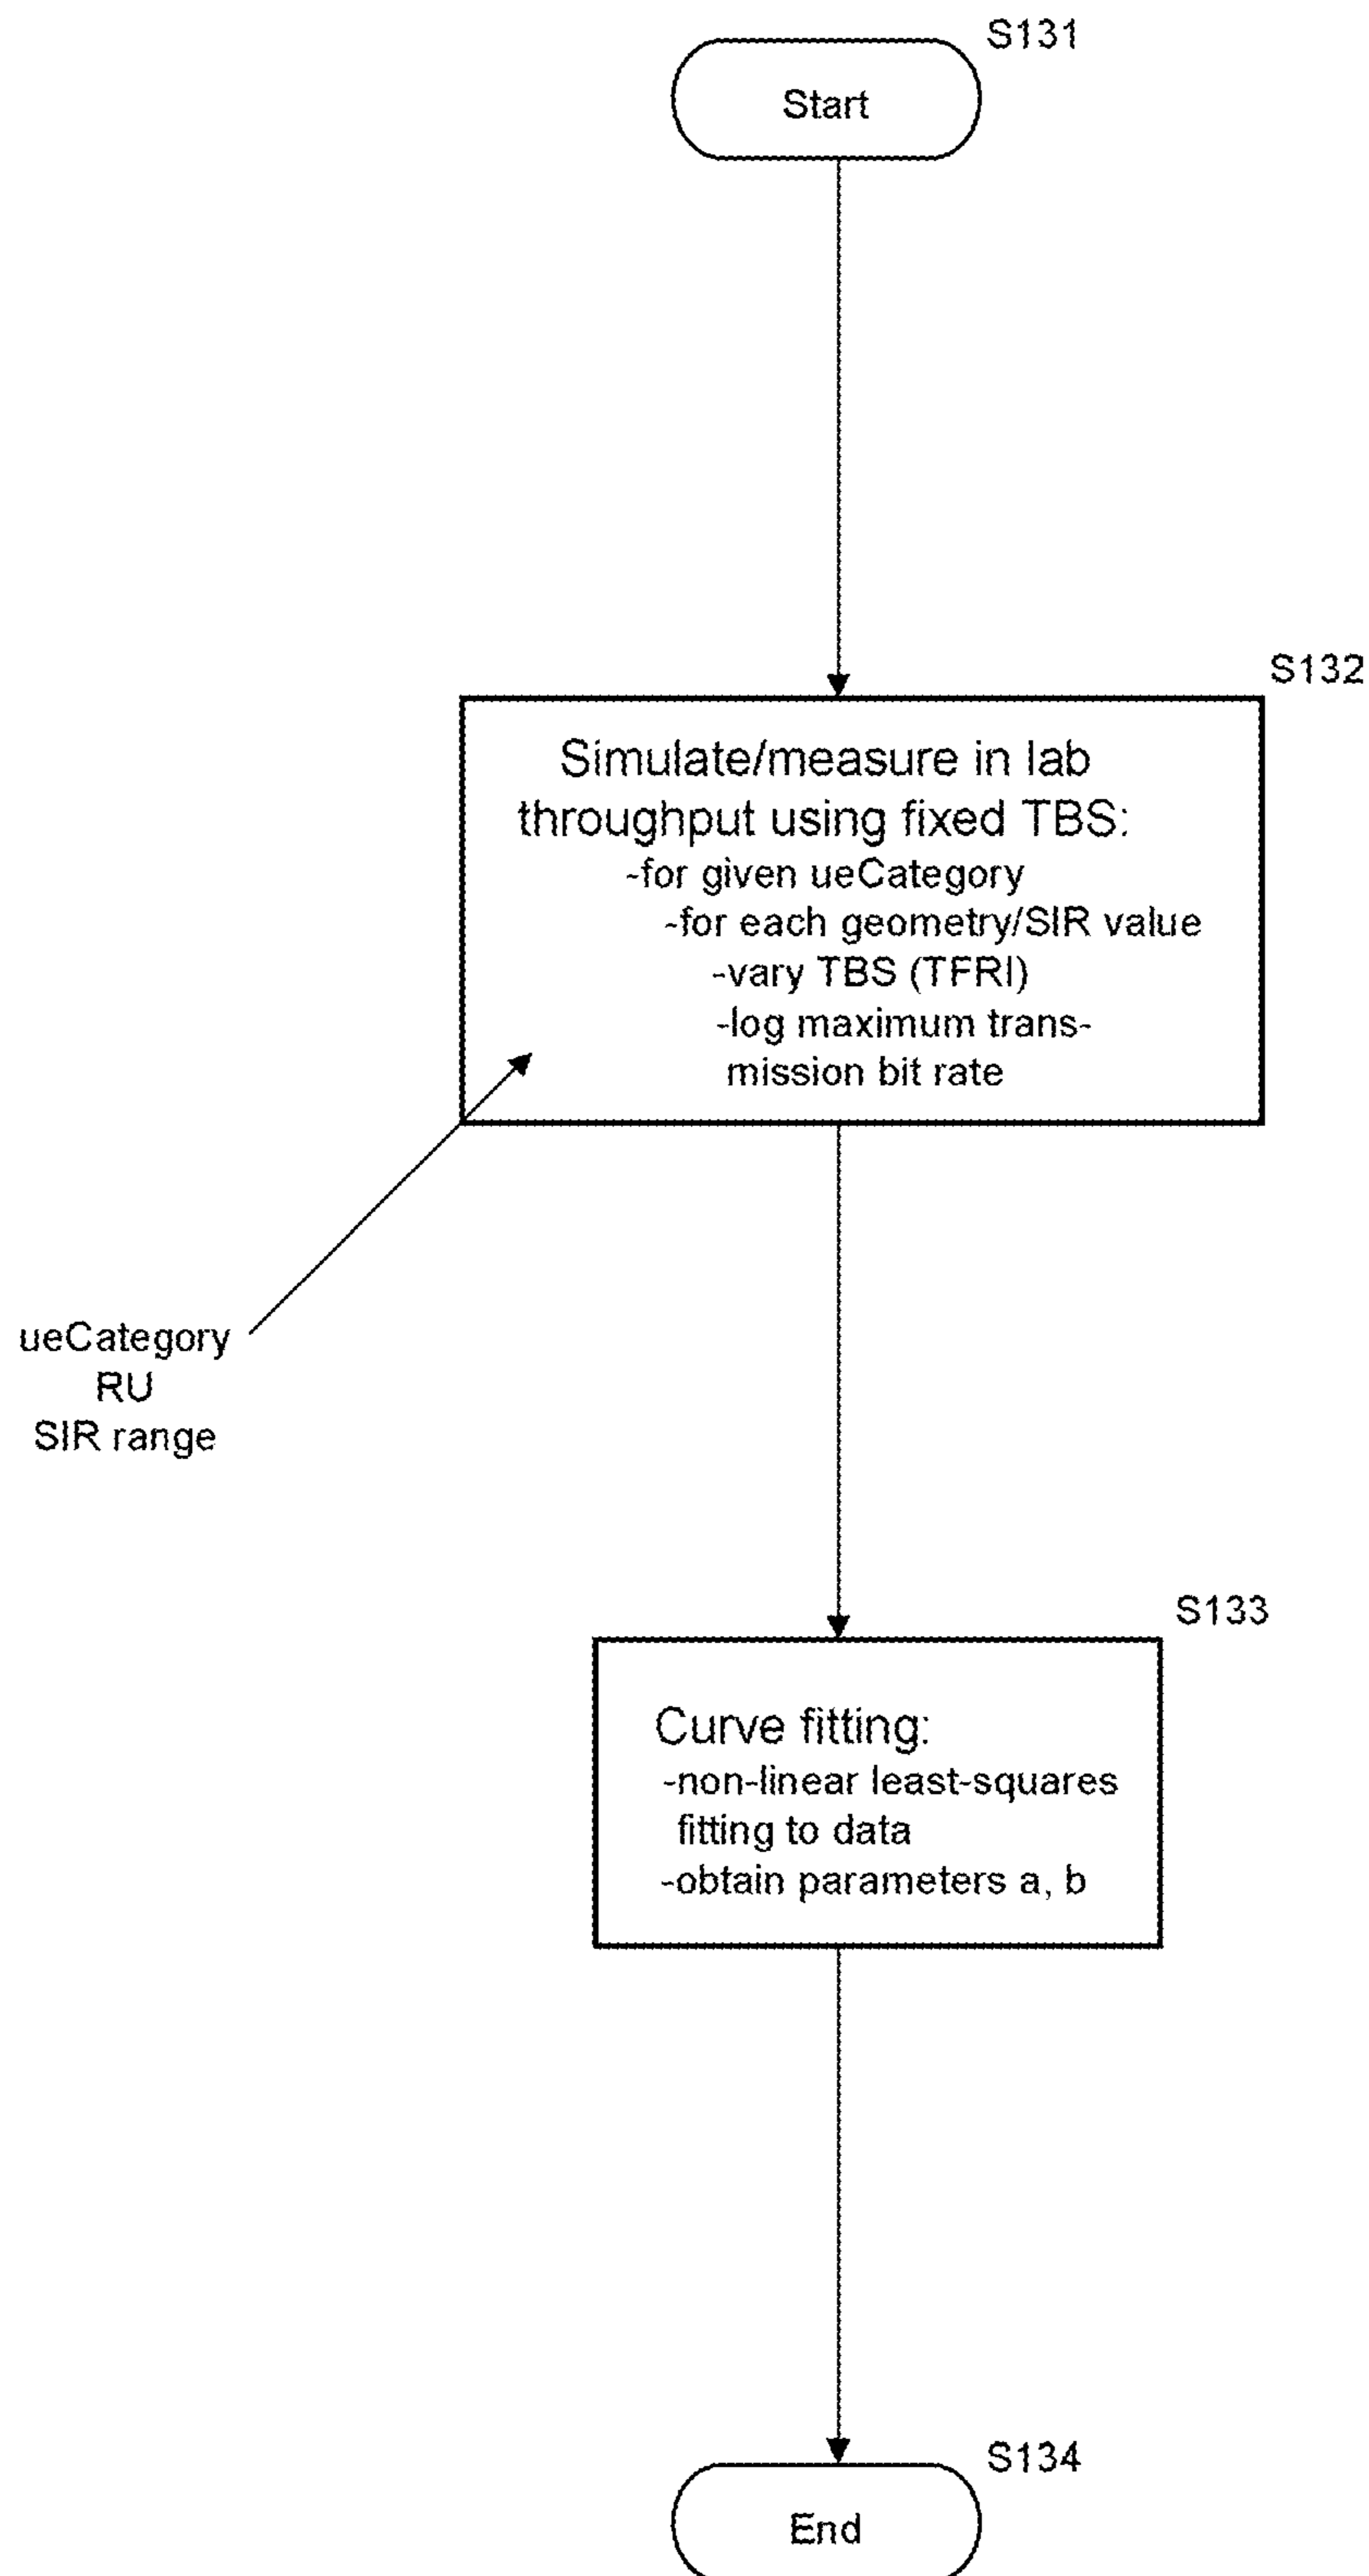 S131
Start
S132
Simulate/measure in lab
throughput using fixed TBS:
-for given ueCategory
-for each geometry/SIR value
-vary TBS (TFRI)
-log maximum trans-
mission bit rate
ueCategory
RU
SIR range
S133
Curve fitting:
-non-linear least-squares
fitting to data
-obtain parameters a, b
S134
End